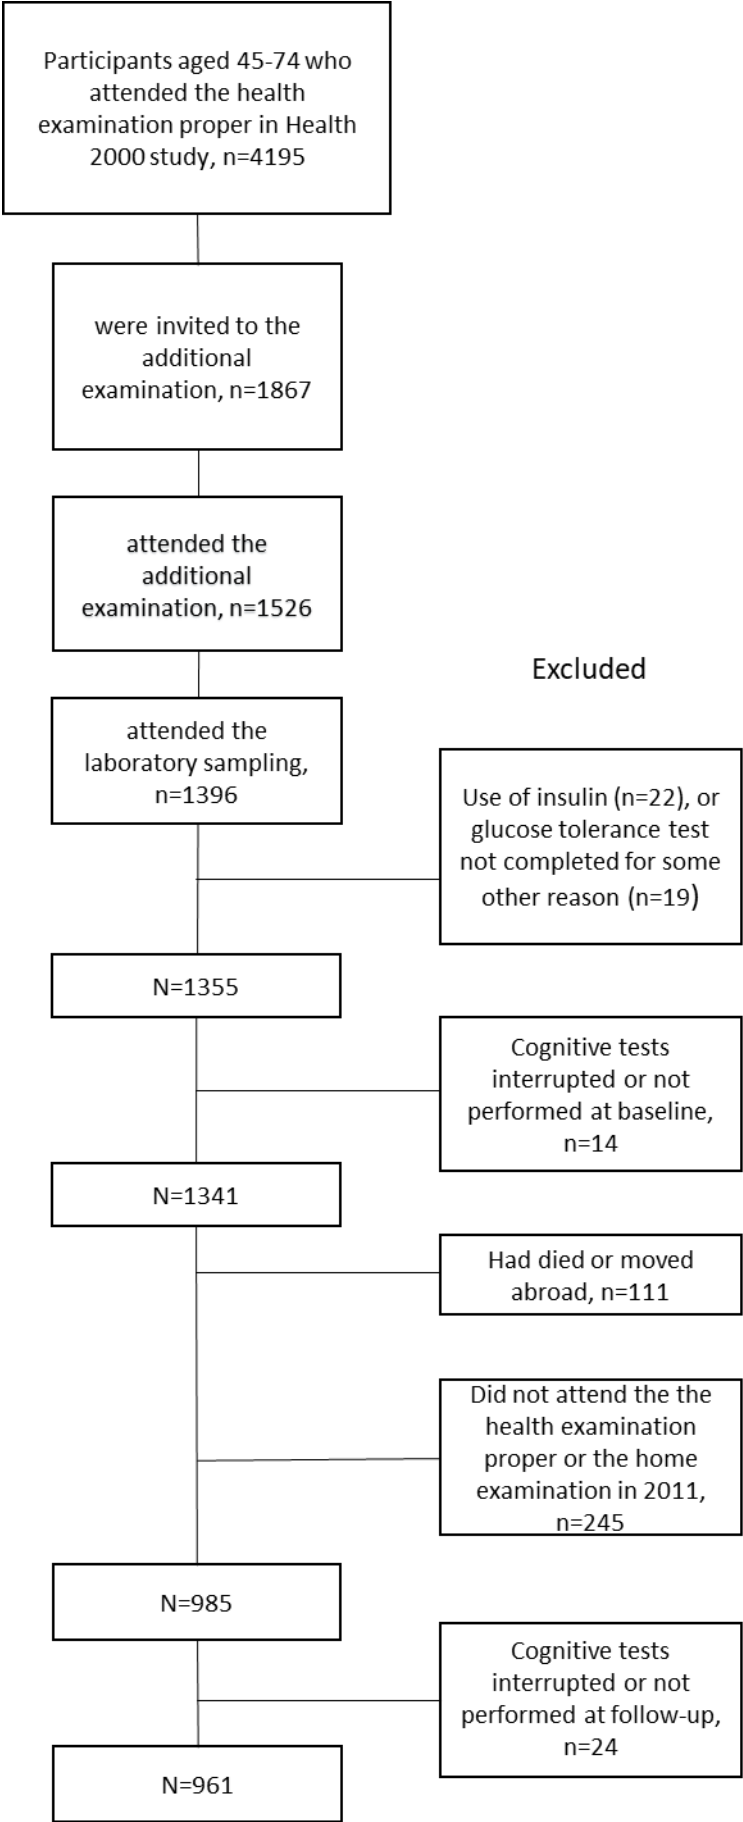 Participants aged 45-74 who
attended the health
examination proper in Health
2000 study, n=4195
were invited to the
additional
examination, n=1867
attended the
additional
examination, n=1526
Excluded
attended the
laboratory sampling,
n=1396
Use of insulin (n=22), or
glucose tolerance test
not completed for some
other reason (n=19)
N=1355
Cognitive tests
interrupted or not
performed at baseline,
n=14
N=1341
Had died or moved
abroad, n=111
Did not attend the the
health examination
proper or the home
examination in 2011,
n=245
N=985
Cognitive tests
interrupted or not
performed at follow-up,
n=24
N=961